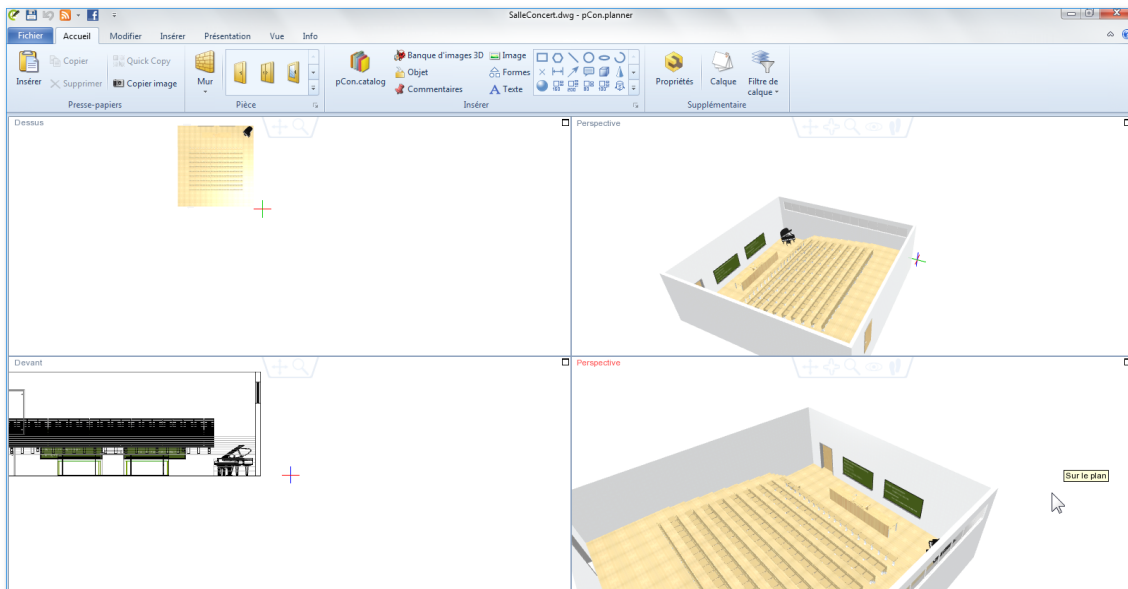 SalleConcert.dwg - pCon.planner
Fichier Accueil Modifier Insérer Présentation Vue Info
Insérer
Copier
Supprimer
Quick Copy
Copier image
Presse-papiers
Mur
Pièce
pCon.catalog
Banque d'images 3D
Objet
Commentaires
Image
Formes
Texte
Insérer
Propriétés
Calque
Filtre de
calque
Supplémentaire
Dessus
Perspective
Devant
Perspective
Sur le plan